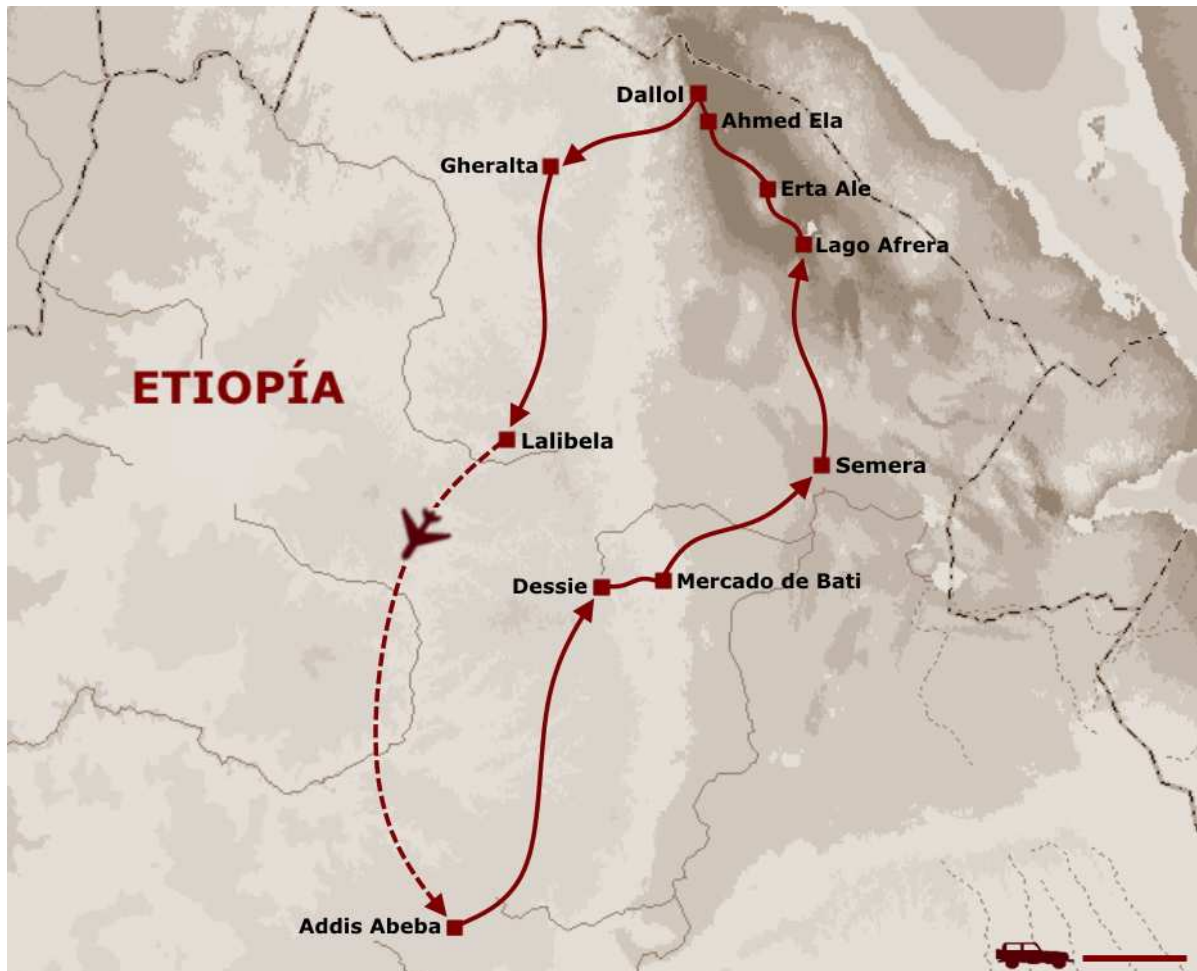 Dallol
Ahmed Ela
Gheralta
Erta Ale
Lago Afrera
ETIOPÍA
Lalibela
Semera
Dessie
Mercado de Bati
Addis Abeba